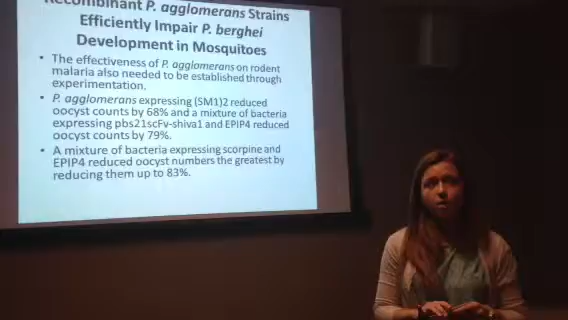 Recombinant P. agglomerans Strains
Efficiently Impair P. berghei
Development in Mosquitoes
• The effectiveness of P. agglomerans on rodent
malaria also needed to be established through
experimentation.
• P. agglomerans expressing (SM1)2 reduced
oocyst counts by 68% and a mixture of bacteria
expressing pbs21scFv-shiva1 and EPIP4 reduced
oocyst counts by 79%.
• A mixture of bacteria expressing scorpine and
EPIP4 reduced oocyst numbers the greatest by
reducing them up to 83%.